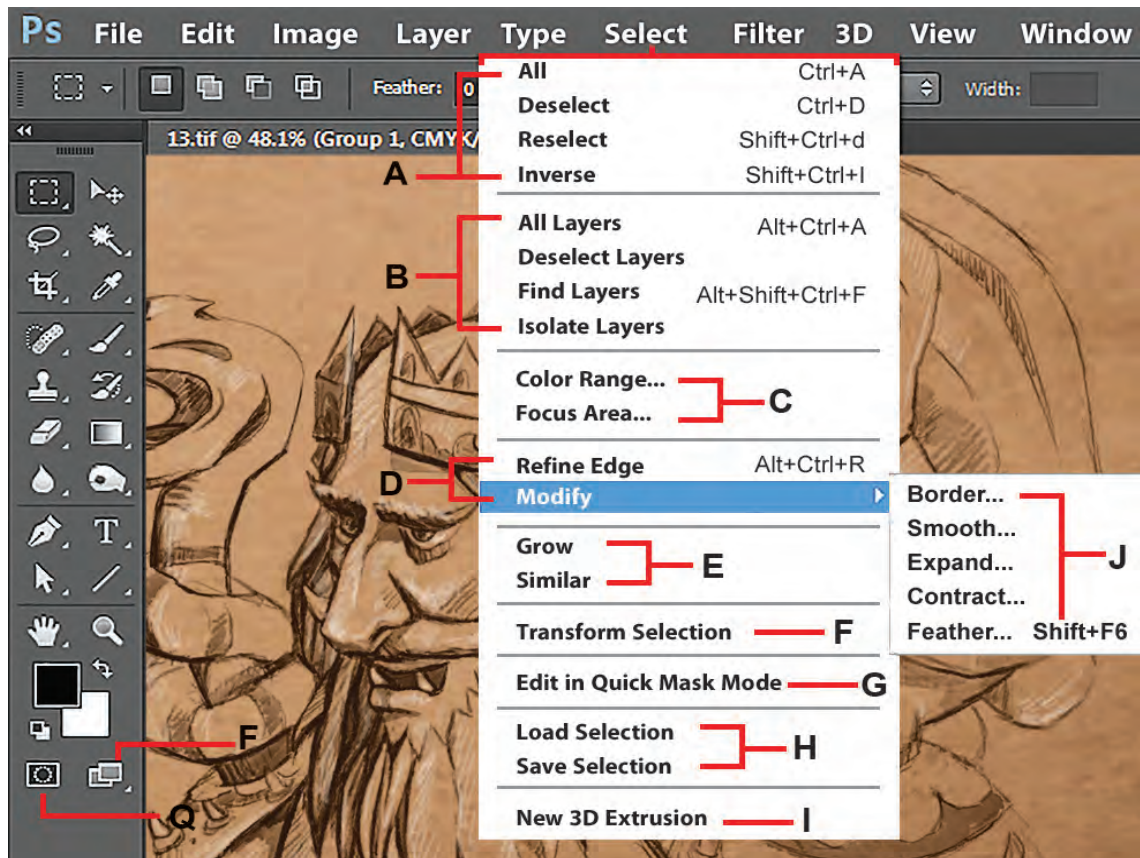 Ps File Edit Image Layer Type Select Filter 3D View Window
Feather: 0 Width:
13.tif @ 48.1% (Group 1, CMYK/
All Ctrl+A
Deselect Ctrl+D
Reselect Shift+Ctrl+d
A Inverse Shift+Ctrl+I
All Layers Alt+Ctrl+A
Deselect Layers
B Find Layers Alt+Shift+Ctrl+F
Isolate Layers
Color Range...
C
Focus Area...
Refine Edge Alt+Ctrl+R
D Modify
Border...
Smooth...
Expand... J
Contract...
Feather... Shift+F6
Grow
E
Similar
Transform Selection F
Edit in Quick Mask Mode G
Load Selection
H
Save Selection
New 3D Extrusion I
T
F
Q